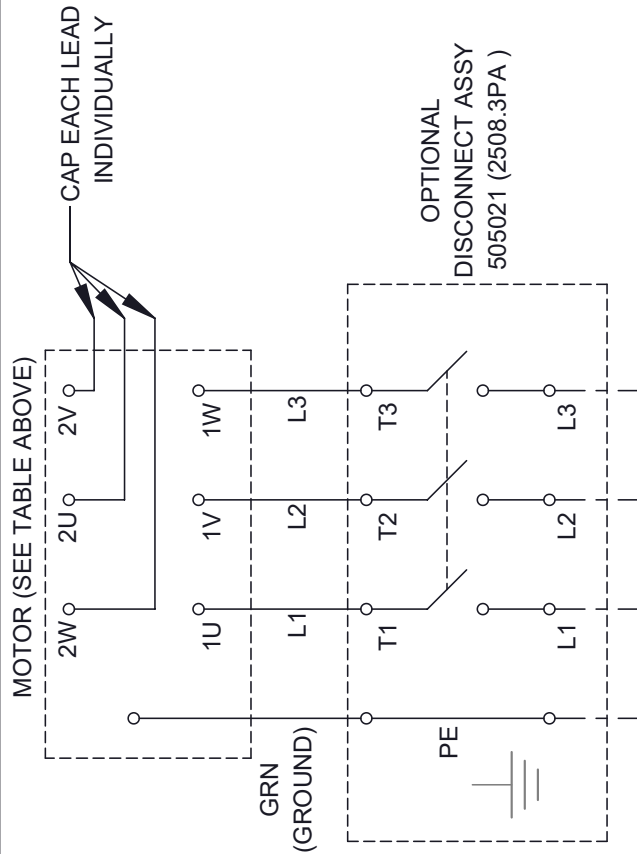 MOTOR (SEE TABLE ABOVE)
CAP EACH LEAD
INDIVIDUALLY
2W
2U
2V
1U
1V
1W
GRN
(GROUND)
L1
L2
L3
OPTIONAL
DISCONNECT ASSY
505021 (2508.3PA )
PE
T1
T2
T3
L1
L2
L3